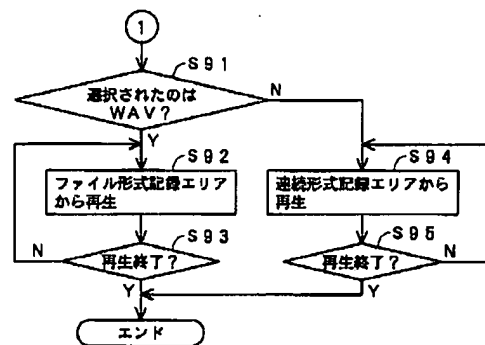 1
S91
選択されたのは
WAV?
N
Y
S92
ファイル形式記録エリア
から再生
S94
連続形式記録エリアから
再生
S93
再生終了?
N
Y
S95
再生終了?
N
Y
エンド